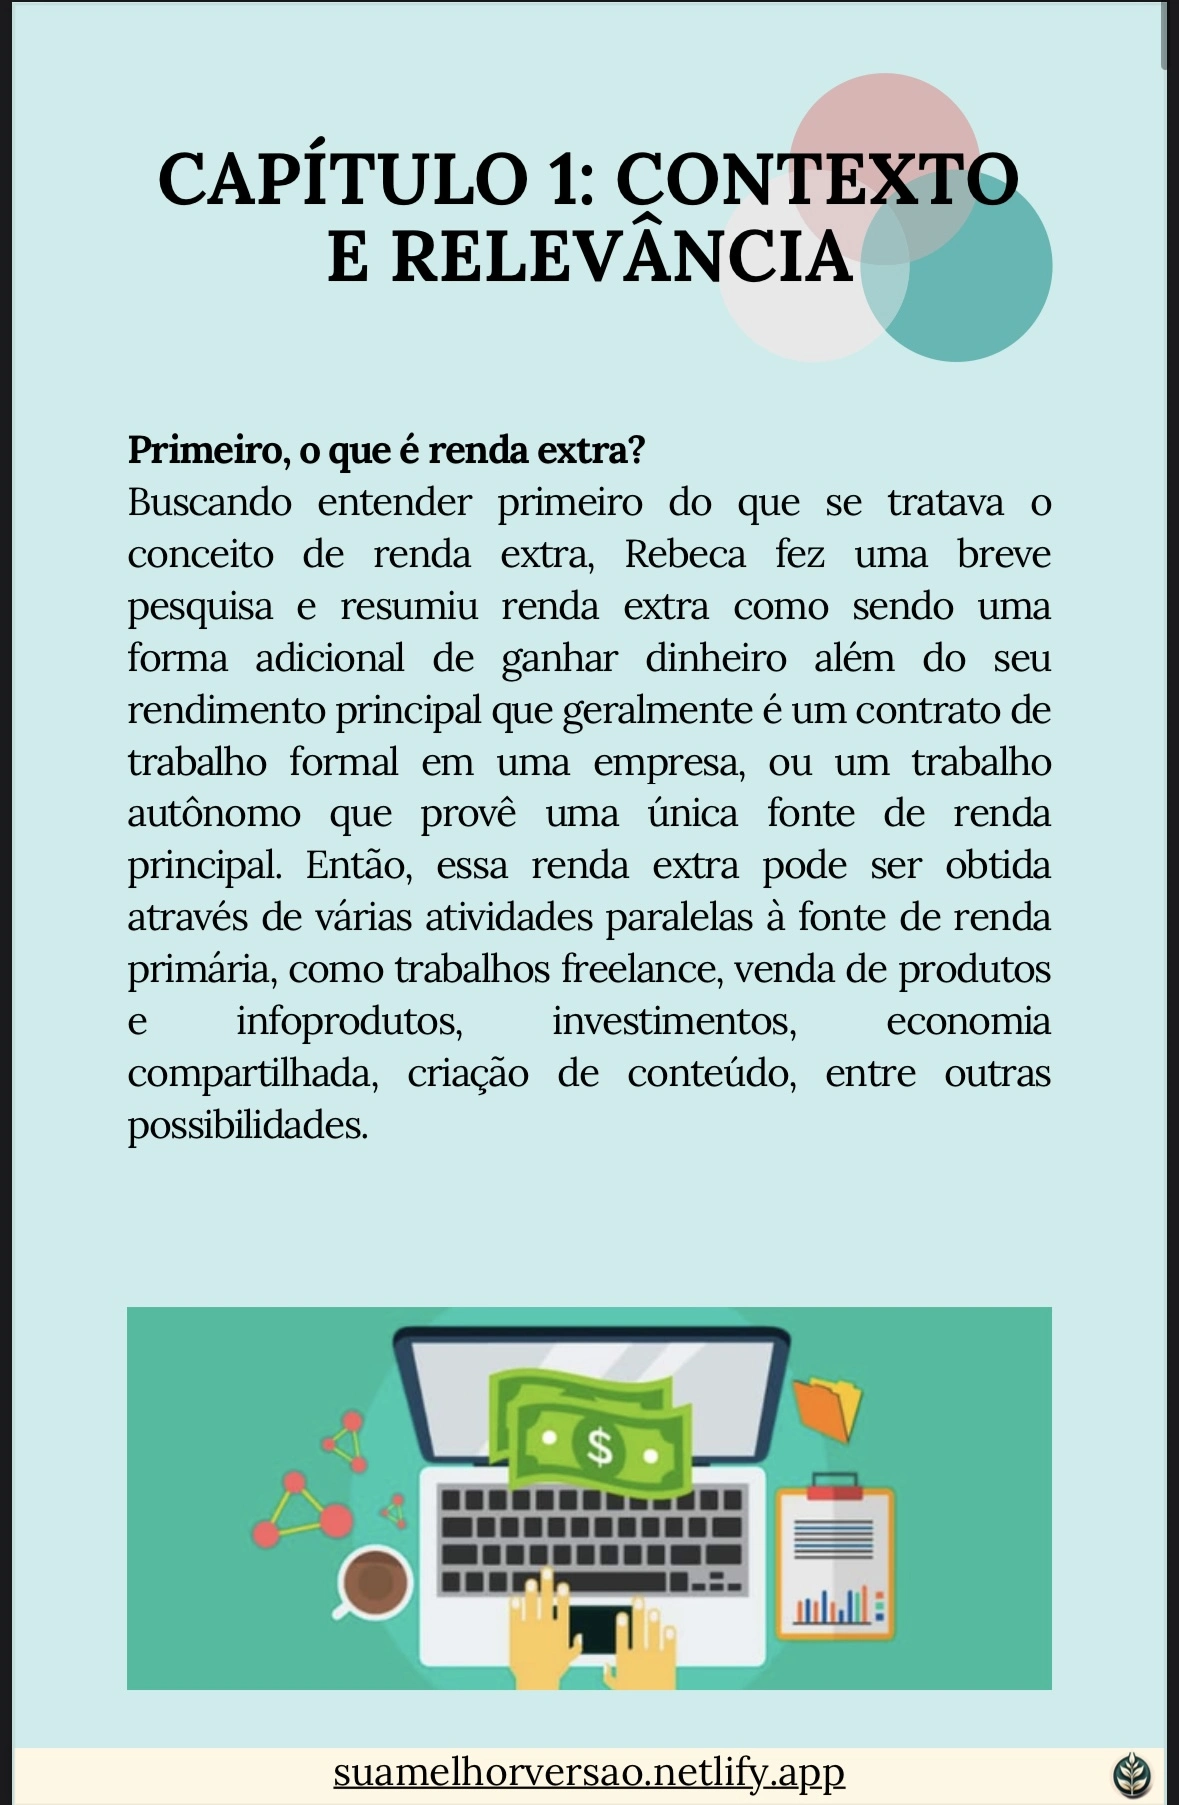 CAPÍTULO 1: CONTEXTO
E RELEVÂNCIA
Primeiro, o que é renda extra?
Buscando entender primeiro do que se tratava o
conceito de renda extra, Rebeca fez uma breve
pesquisa e resumiu renda extra como sendo uma
forma adicional de ganhar dinheiro além do seu
rendimento principal que geralmente é um contrato de
trabalho formal em uma empresa, ou um trabalho
autônomo que provê uma única fonte de renda
principal. Então, essa renda extra pode ser obtida
através de várias atividades paralelas à fonte de renda
primária, como trabalhos freelance, venda de produtos
e infoprodutos, investimentos, economia
compartilhada, criação de conteúdo, entre outras
possibilidades.
$
suamelhorversao.netlify.app